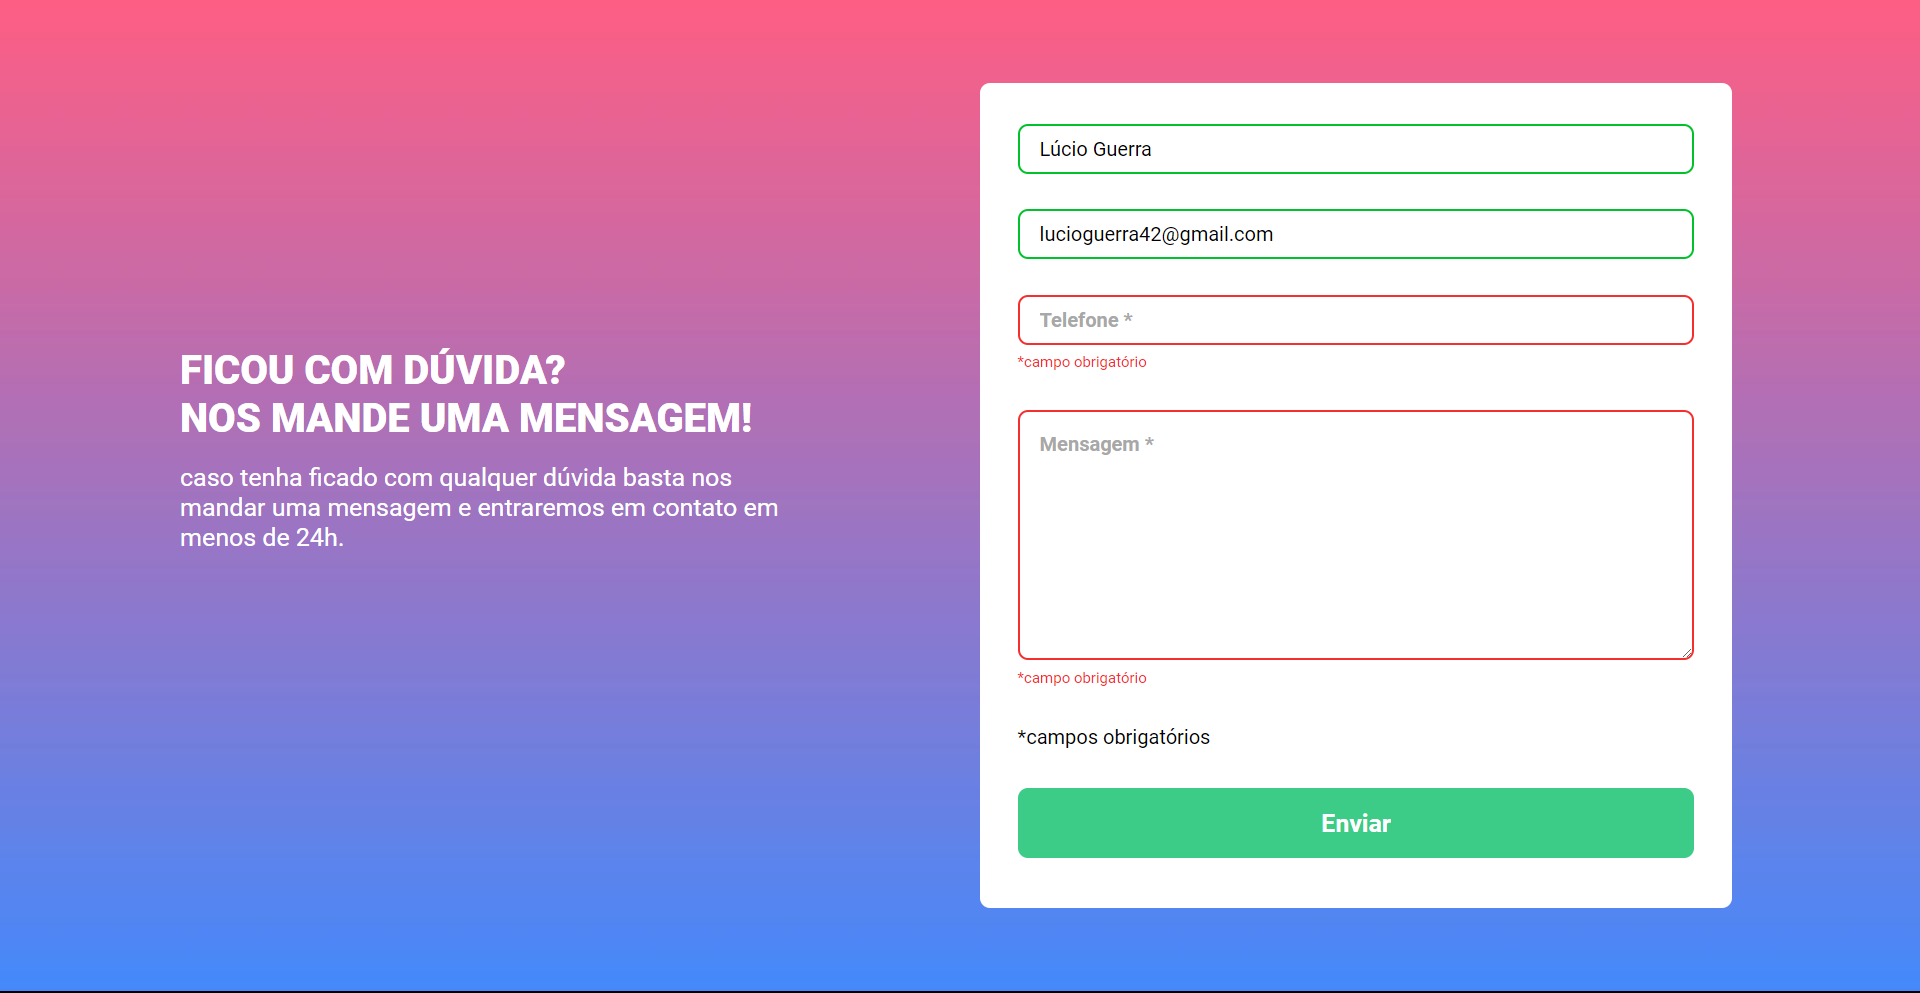 FICOU COM DÚVIDA?
NOS MANDE UMA MENSAGEM!
caso tenha ficado com qualquer dúvida basta nos
mandar uma mensagem e entraremos em contato em
menos de 24h.
Lúcio Guerra
lucioguerra42@gmail.com
Telefone *
*campo obrigatório
Mensagem *
*campo obrigatório
*campos obrigatórios
Enviar